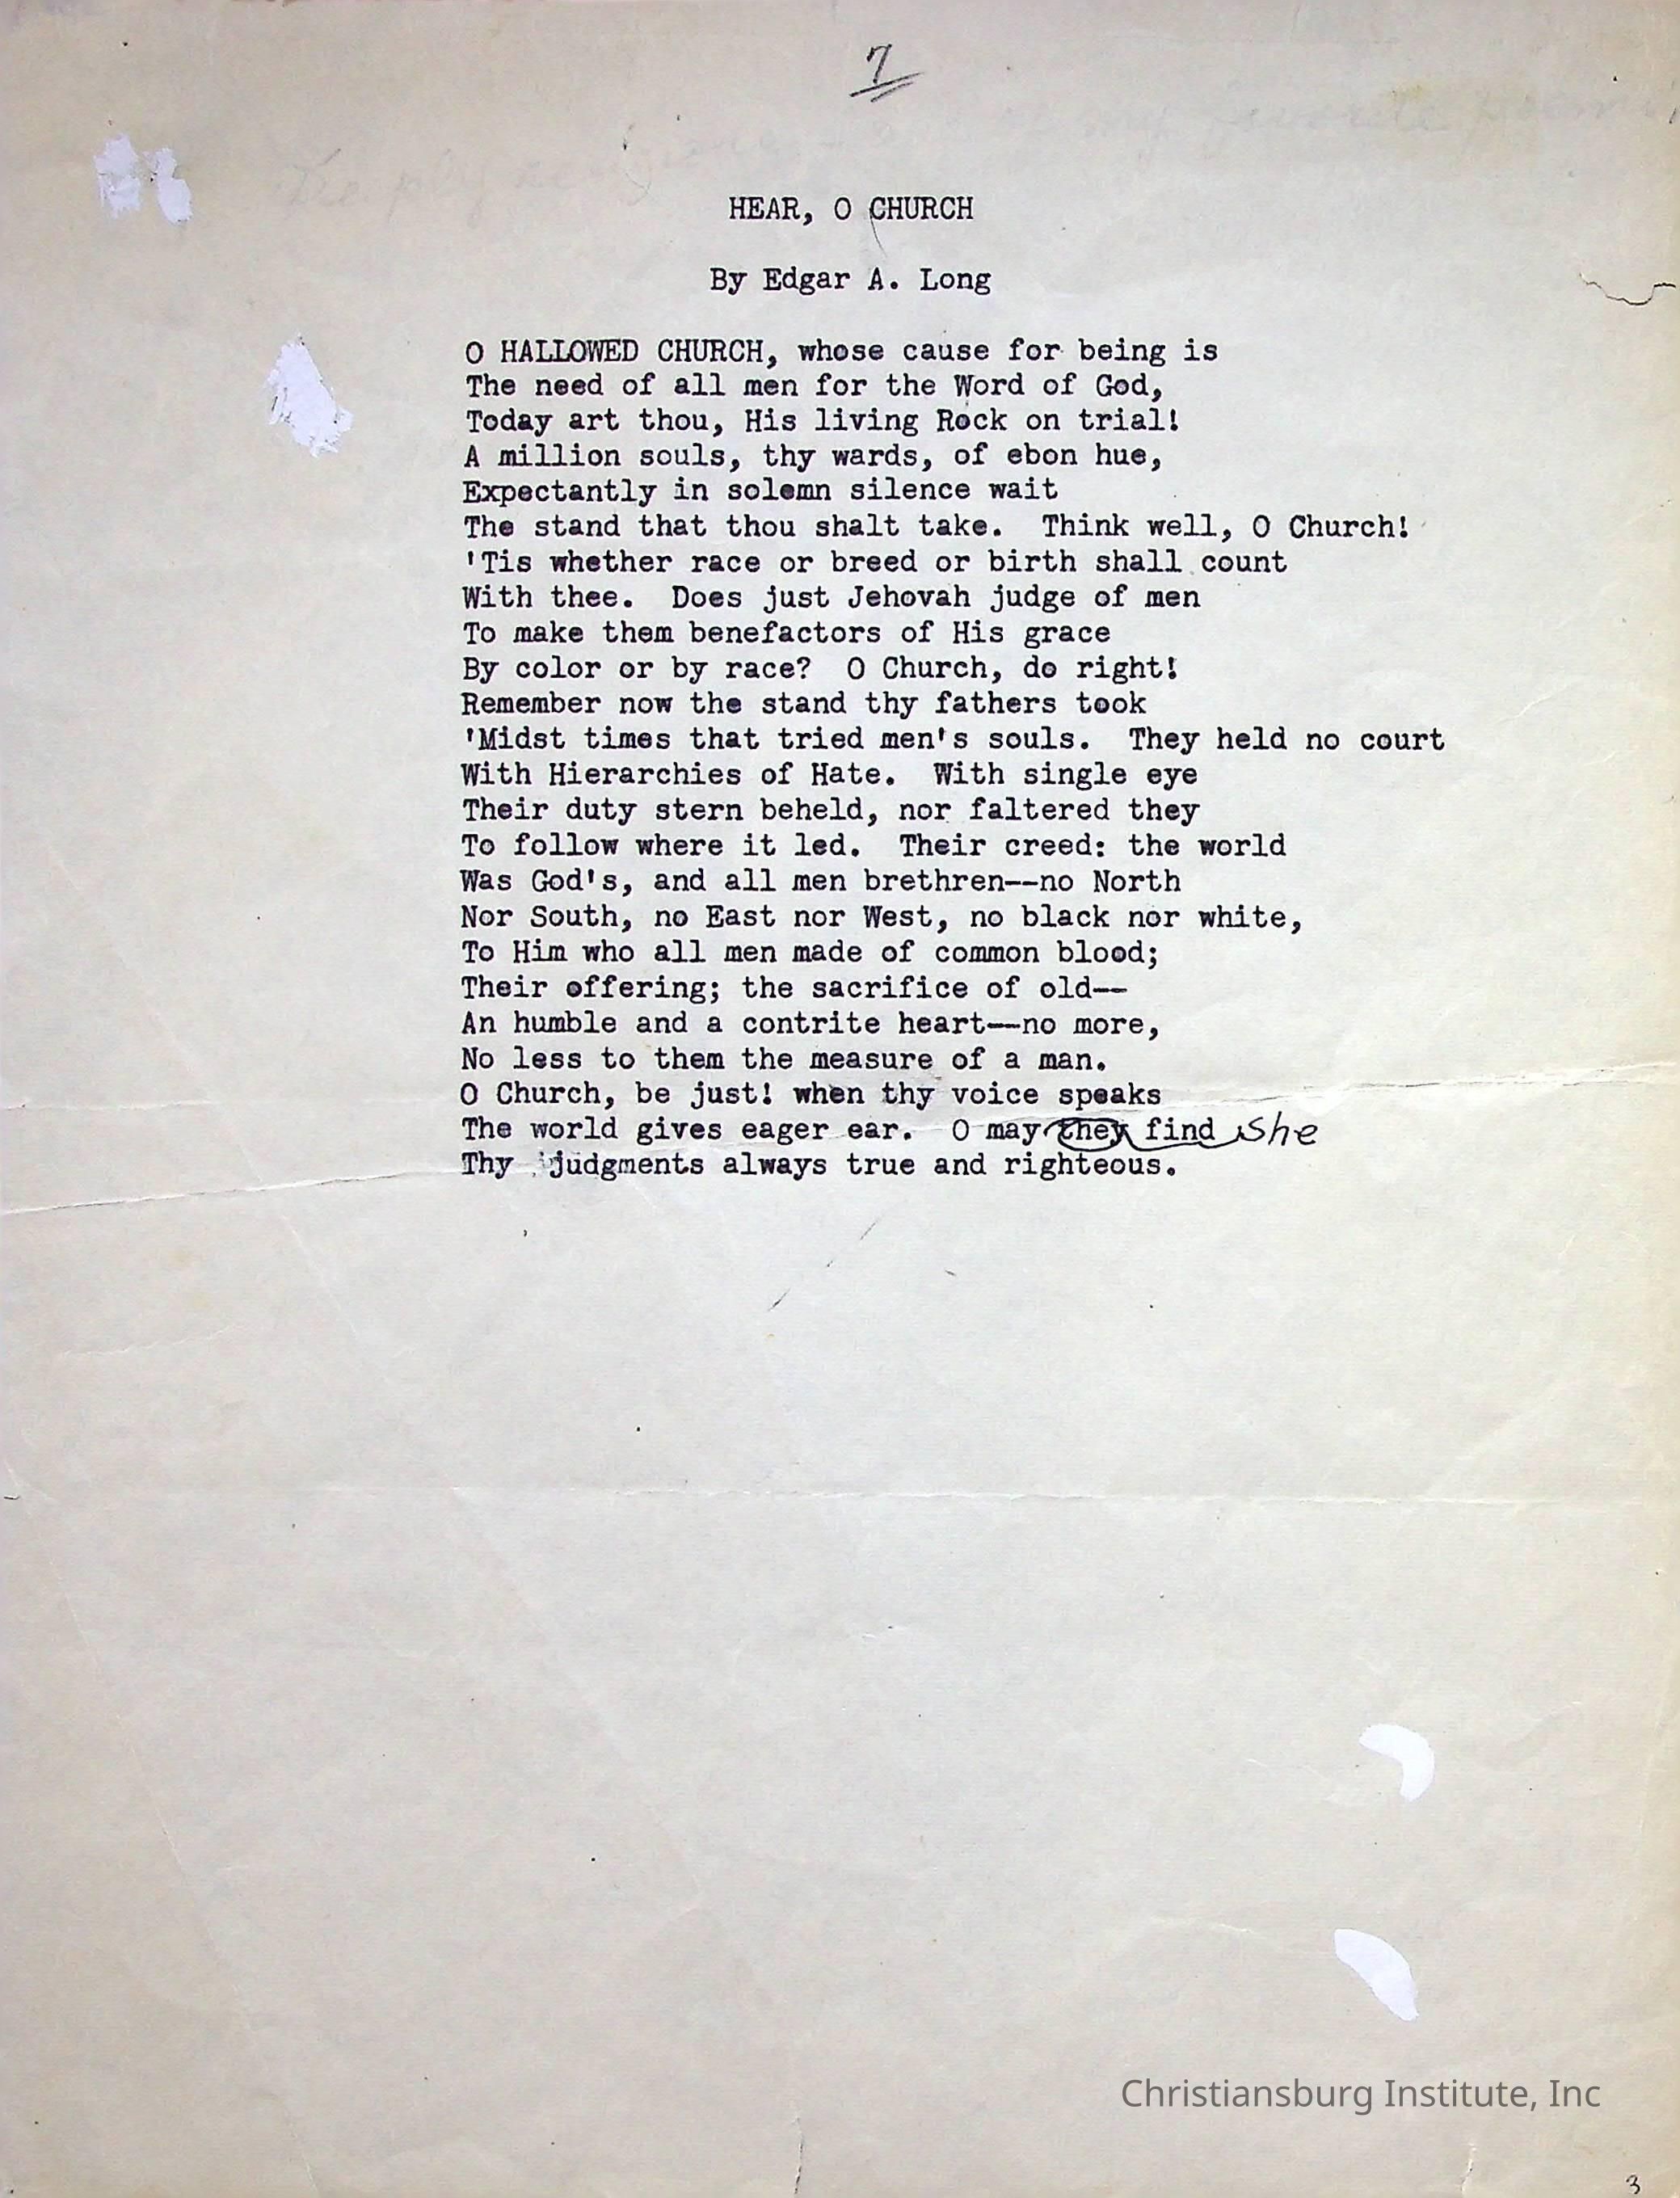 7
HEAR, O CHURCH
By Edgar A. Long
O HALLOWED CHURCH, whose cause for being is
The need of all men for the Word of God,
Today art thou, His living Rock on trial!
A million souls, thy wards, of ebon hue,
Expectantly in solemn silence wait
The stand that thou shalt take.  Think well, O Church!
'Tis whether race or breed or birth shall count
With thee.  Does just Jehovah judge of men
To make them benefactors of His grace
By color or by race?  O Church, do right!
Remember now the stand thy fathers took
'Midst times that tried men's souls.  They held no court
With Hierarchies of Hate.  With single eye
Their duty stern beheld, nor faltered they
To follow where it led.  Their creed: the world
Was God's, and all men brethren--no North
Nor South, no East nor West, no black nor white,
To Him who all men made of common blood;
Their offering; the sacrifice of old--
An humble and a contrite heart--no more,
No less to them the measure of a man.
O Church, be just! when thy voice speaks
The world gives eager ear.  O may they find she
Thy judgments always true and righteous.
Christiansburg Institute, Inc
3